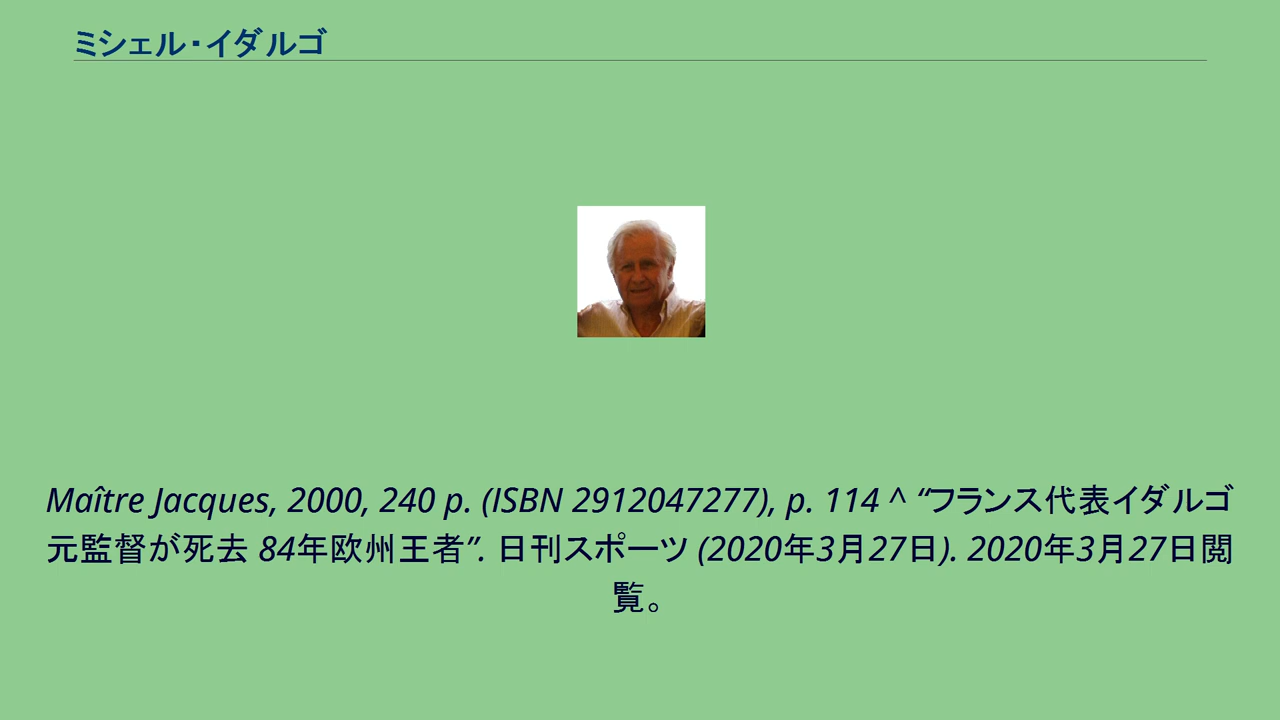 ミシェル・イダルゴ
Maître Jacques, 2000, 240 p. (ISBN 2912047277), p. 114 ^ “フランス代表イダルゴ
元監督が死去 84年欧州王者”. 日刊スポーツ (2020年3月27日). 2020年3月27日閲
覧。